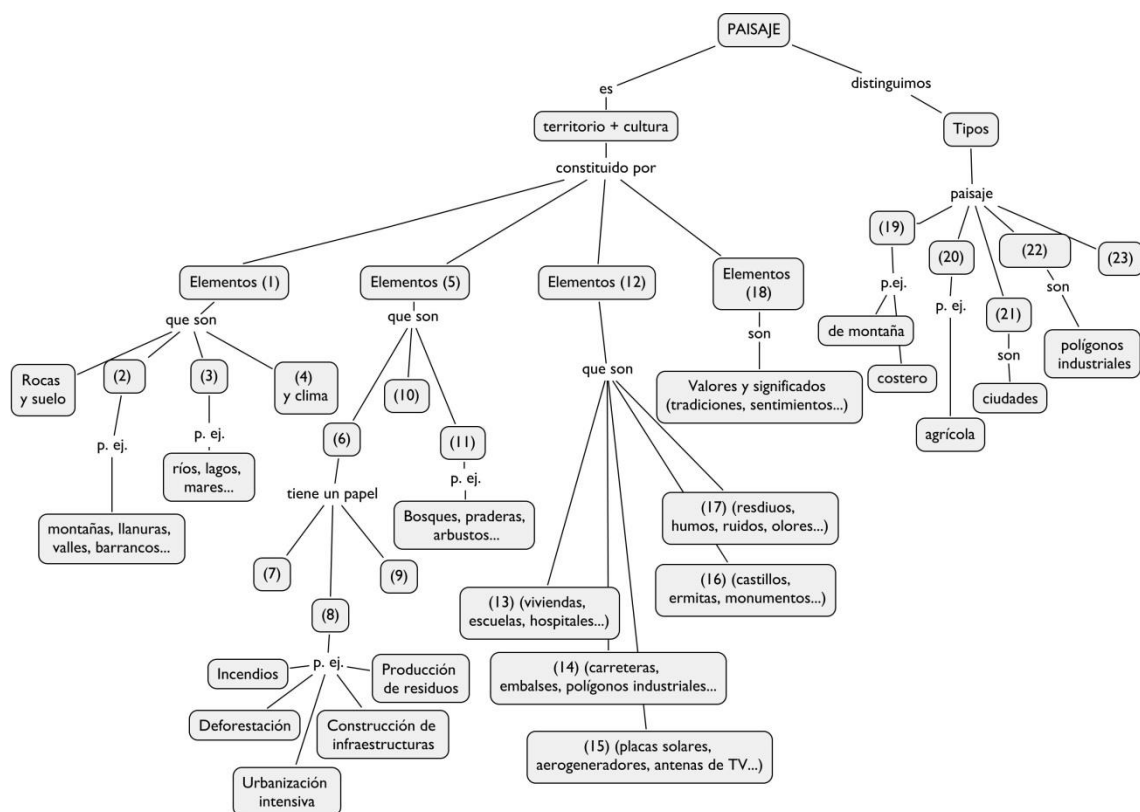 PAISAJE
es
distinguimos
territorio + cultura
Tipos
constituido por
paisaje
(19)
(20)
(22)
(23)
Elementos (1)
Elementos (5)
Elementos (12)
Elementos
(18)
p.ej.
p. ej.
son
(21)
que son
que son
son
de montaña
polígonos
industriales
son
Rocas
y suelo
(2)
(3)
(4)
y clima
(10)
que son
Valores y significados
(tradiciones, sentimientos...)
costero
ciudades
agrícola
p. ej.
p. ej.
(6)
(11)
ríos, lagos,
mares...
p. ej.
tiene un papel
montañas, llanuras,
valles, barrancos...
Bosques, praderas,
arbustos...
(17) (resdiuos,
humos, ruidos, olores...)
(7)
(9)
(16) (castillos,
ermitas, monumentos...)
(8)
(13) (viviendas,
escuelas, hospitales...)
p. ej.
Incendios
Producción
de residuos
(14) (carreteras,
embalses, polígonos industriales...
Deforestación
Construcción de
infraestructuras
(15) (placas solares,
aerogeneradores, antenas de TV...)
Urbanización
intensiva